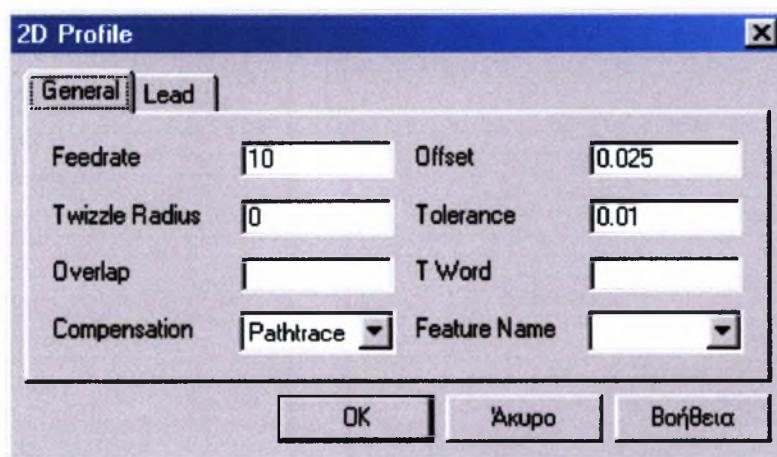 2D Profile
General Lead
Feedrate 10 Offset 0.025
Twizzle Radius 0 Tolerance 0.01
Overlap T Word
Compensation Pathtrace Feature Name
OK Άκυρο Βοήθεια